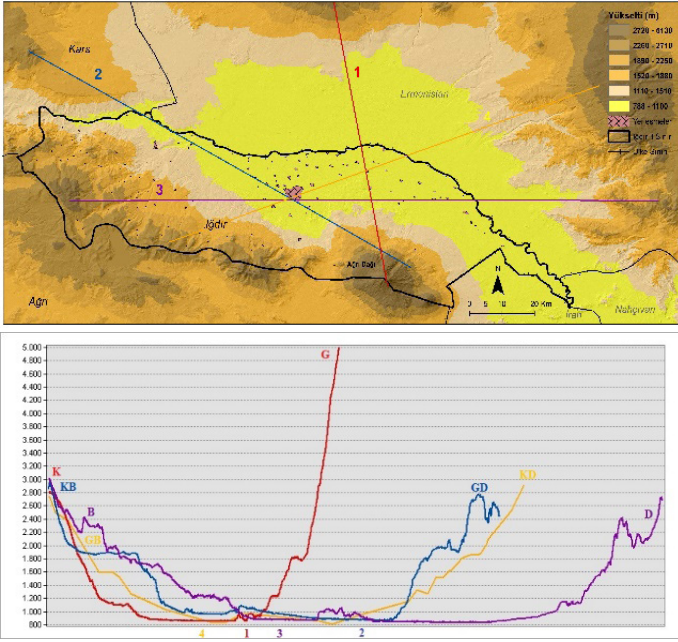 Yükselti (m)
2720 - 5130
2260 - 2710
1890 - 2250
1520 - 1880
1110 - 1510
788 - 1100
Yerleşmeler
Iğdır İl Sınırı
Ülke Sınırı
Kars
2
1
Ermenistan
4
3
Iğdır
Ağrı Dağı
Ağrı
N
0 5 10 20 Km
İran
Nahçıvan
5.000
4.800
4.600
4.400
4.200
4.000
3.800
3.600
3.400
3.200
3.000
2.800
2.600
2.400
2.200
2.000
1.800
1.600
1.400
1.200
1.000
800
G
K
KB
B
GB
GD
KD
D
4 1 3 2